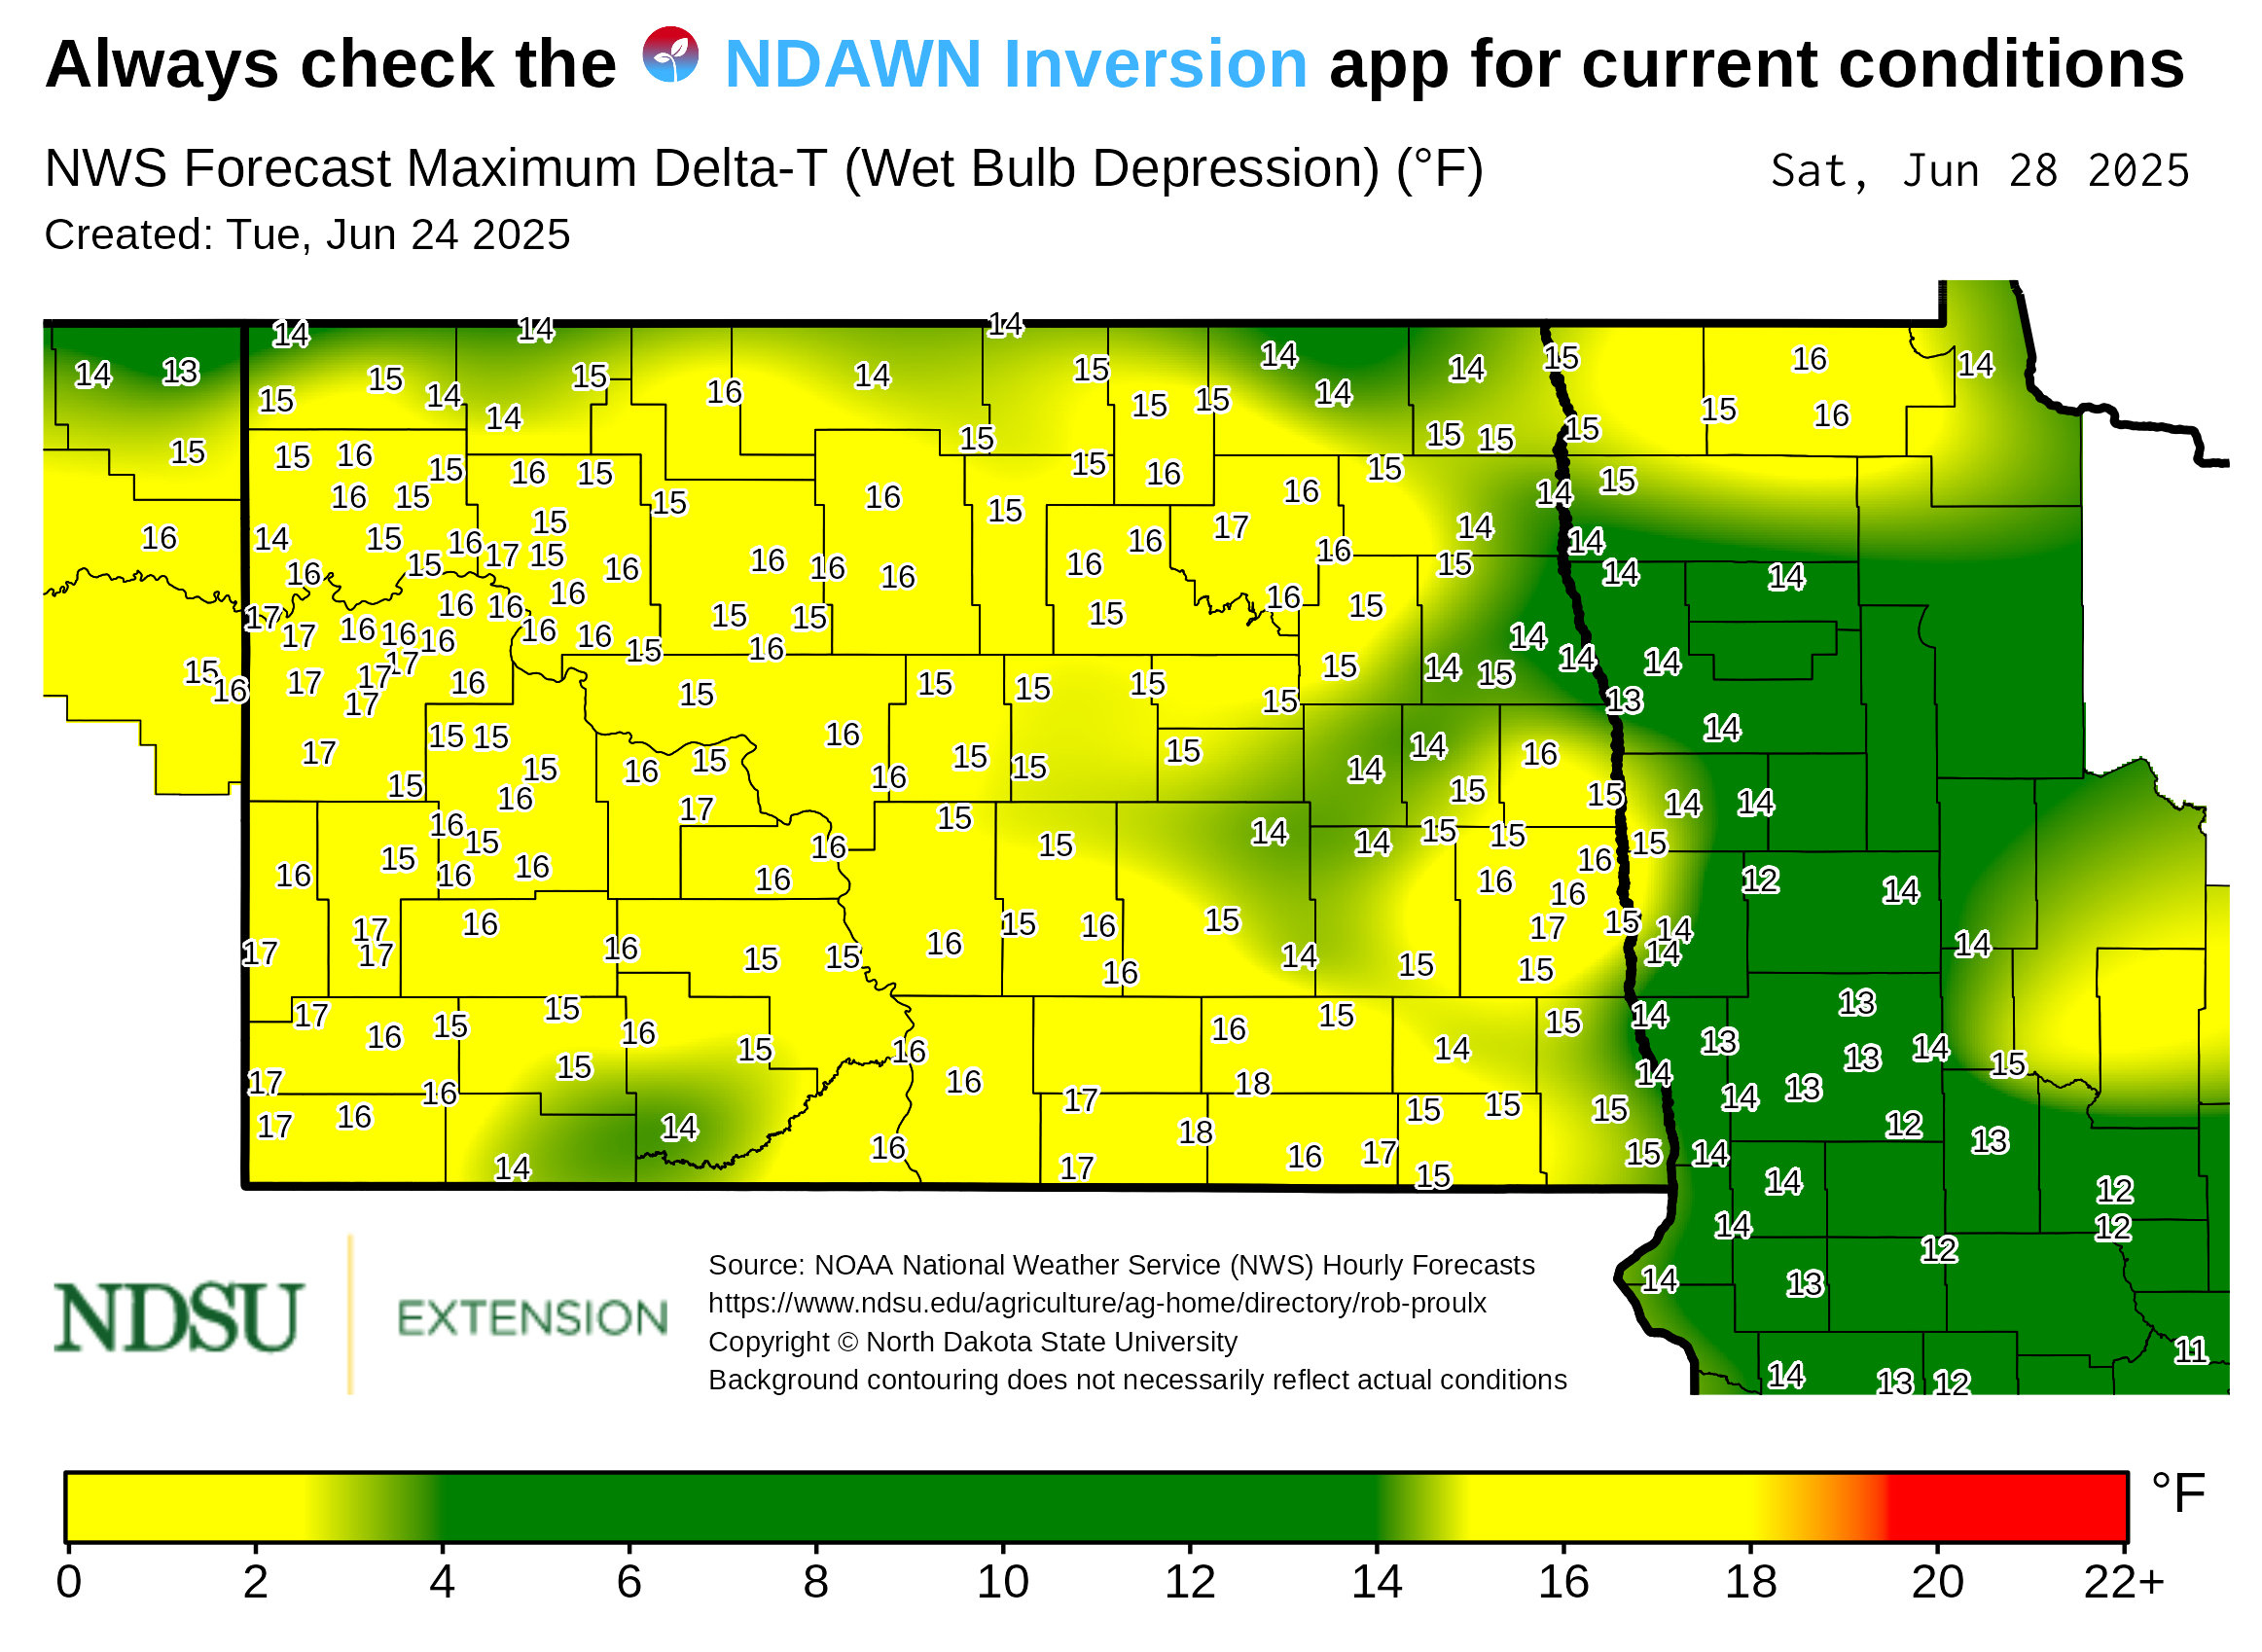 Always check the NDAWN Inversion app for current conditions
NWS Forecast Maximum Delta-T (Wet Bulb Depression) (°F) Sat, Jun 28 2025
Created: Tue, Jun 24 2025
14 14 14
14 13 15 14 15 16 14 15 14 14 14 15 16 14
15 14 15 15 14 15 16
15 15 16 15 16 15 15 15 16 15 15 15 15
16 15 15 16 15 16 14 15
16 14 15 16 17 15 15 16 17 14 14
16 15 16 16 16 16 16 16 15 14 14
17 17 16 16 16 16 16 16 16 15 15 15 16 15
16 15 16 15 14 14 14
15 16 17 17 17 17 16 15 15 15 15 15 15 14 15 13
17 15 15 16 15 14 14
15 15 16 15 16 15 15 14 16
16 17 15 15 15 14 14
16 15 16 15 14 14 15 15 15
16 15 16 16 16 16 16 12 14
17 17 17 16 16 15 15 16 15 16 15 16 17 15 14 14
16 14 15 15 14
17 16 15 15 16 15 16 15 16 15 14 15 14 13 13
17 16 15 16 18 14 13 14 15
17 16 14 17 18 15 15 15 14 13 12
14 16 17 16 17 15 15 14 13
14 12
14 12 12
14 13
11
14 13 12
NDSU EXTENSION
Source: NOAA National Weather Service (NWS) Hourly Forecasts
https://www.ndsu.edu/agriculture/ag-home/directory/rob-proulx
Copyright © North Dakota State University
Background contouring does not necessarily reflect actual conditions
°F
0 2 4 6 8 10 12 14 16 18 20 22+